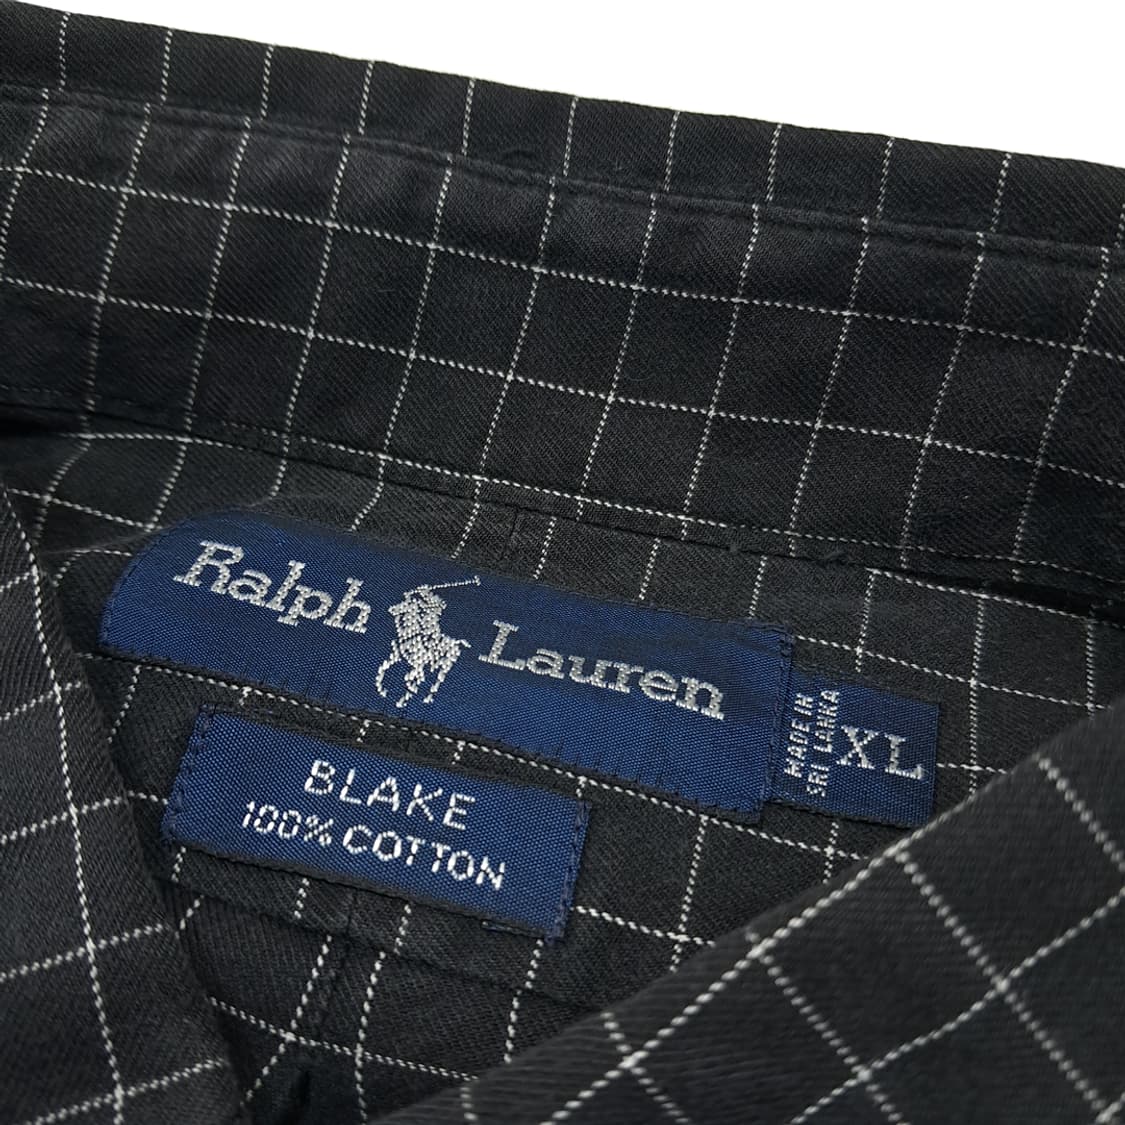 Ralph Lauren
MADE IN
SRI LANKA
XL
BLAKE
100% COTTON